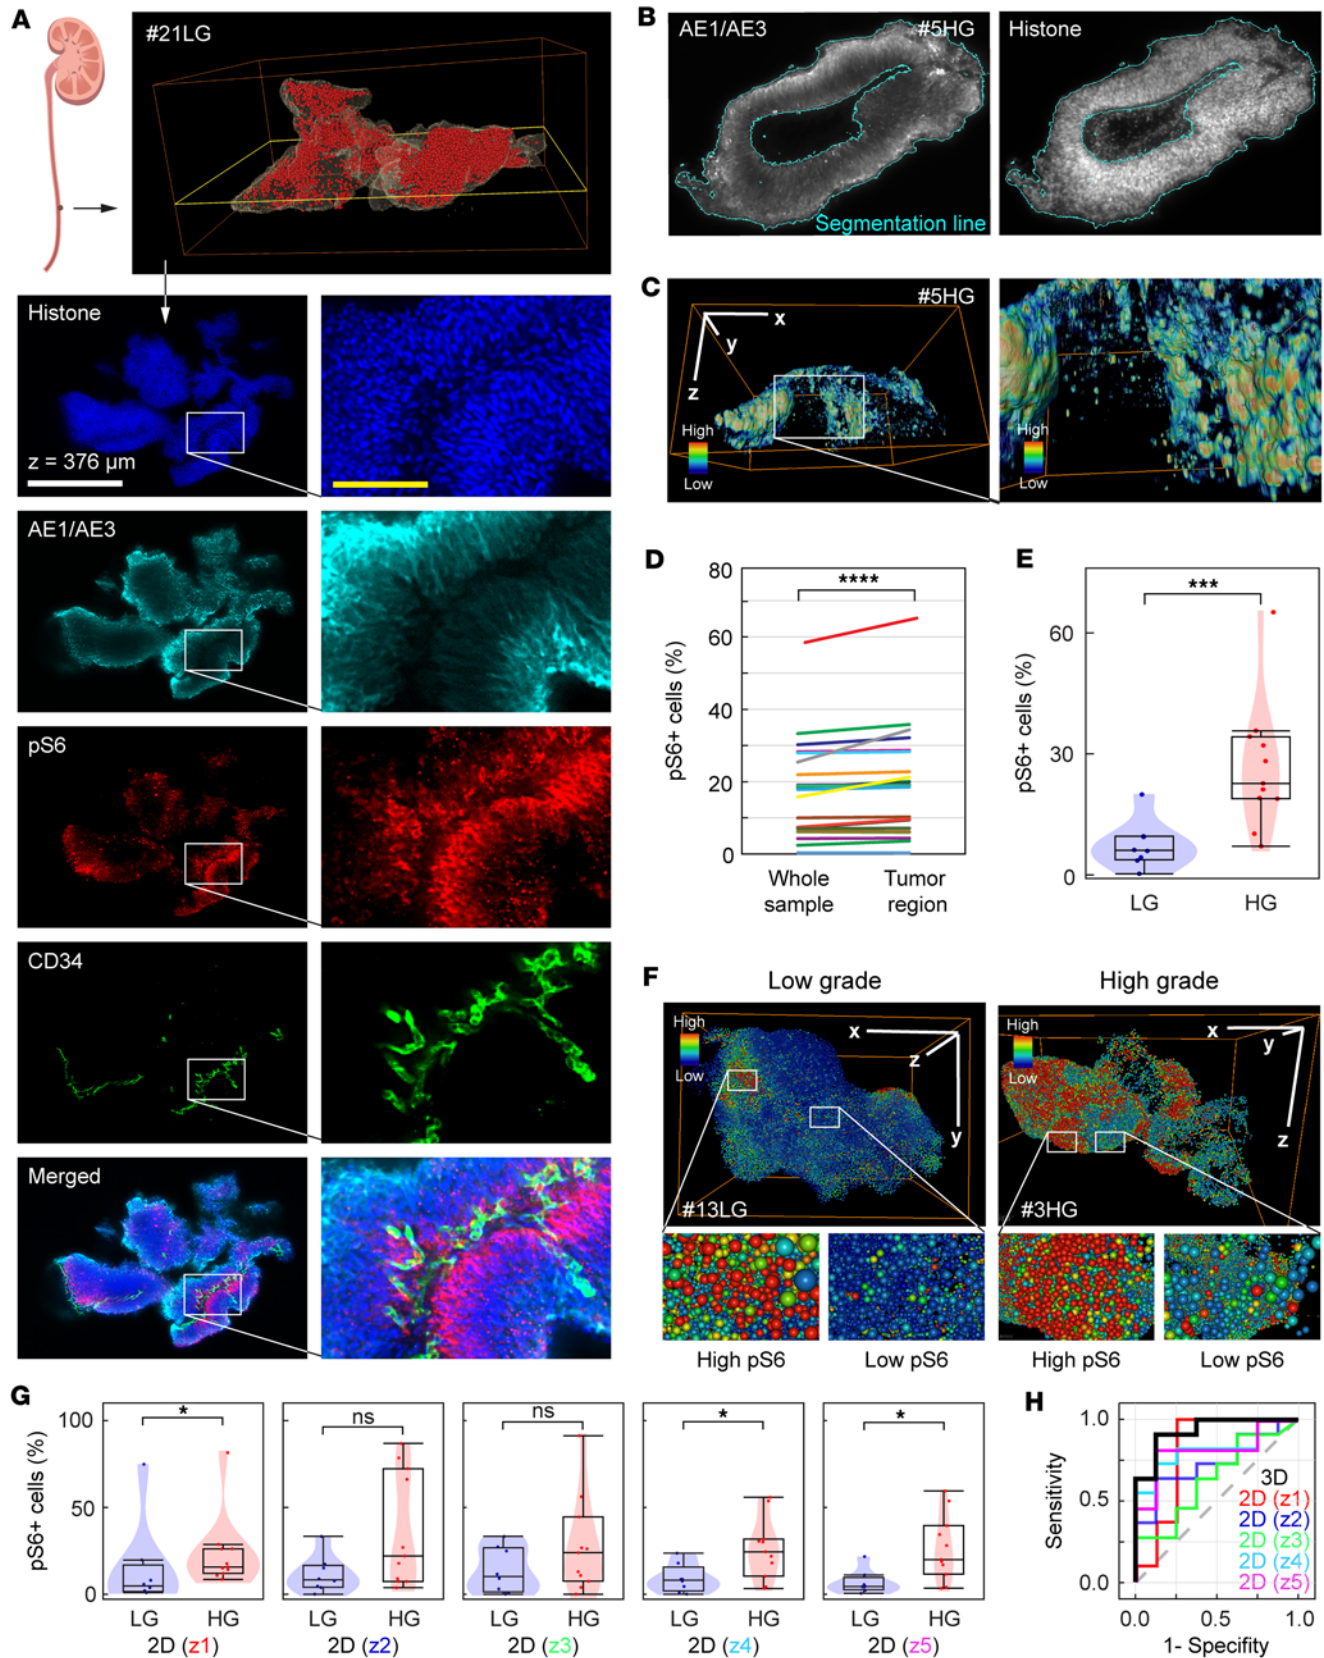 A
#21LG
Histone
z = 376 µm
AE1/AE3
pS6
CD34
Merged
B
AE1/AE3
#5HG
Histone
Segmentation line
C
#5HG
x
y
z
High
Low
High
Low
D
pS6+ cells (%)
80
60
40
20
0
****
Whole
sample
Tumor
region
E
pS6+ cells (%)
60
30
0
***
LG
HG
F
Low grade
High grade
High
Low
x
z
y
#13LG
High
Low
x
y
z
#3HG
High pS6
Low pS6
High pS6
Low pS6
G
pS6+ cells (%)
100
50
0
*
LG HG
2D (z1)
ns
LG HG
2D (z2)
ns
LG HG
2D (z3)
*
LG HG
2D (z4)
*
LG HG
2D (z5)
H
Sensitivity
1.0
0.5
0.0
3D
2D (z1)
2D (z2)
2D (z3)
2D (z4)
2D (z5)
0.0 0.5 1.0
1- Specifity